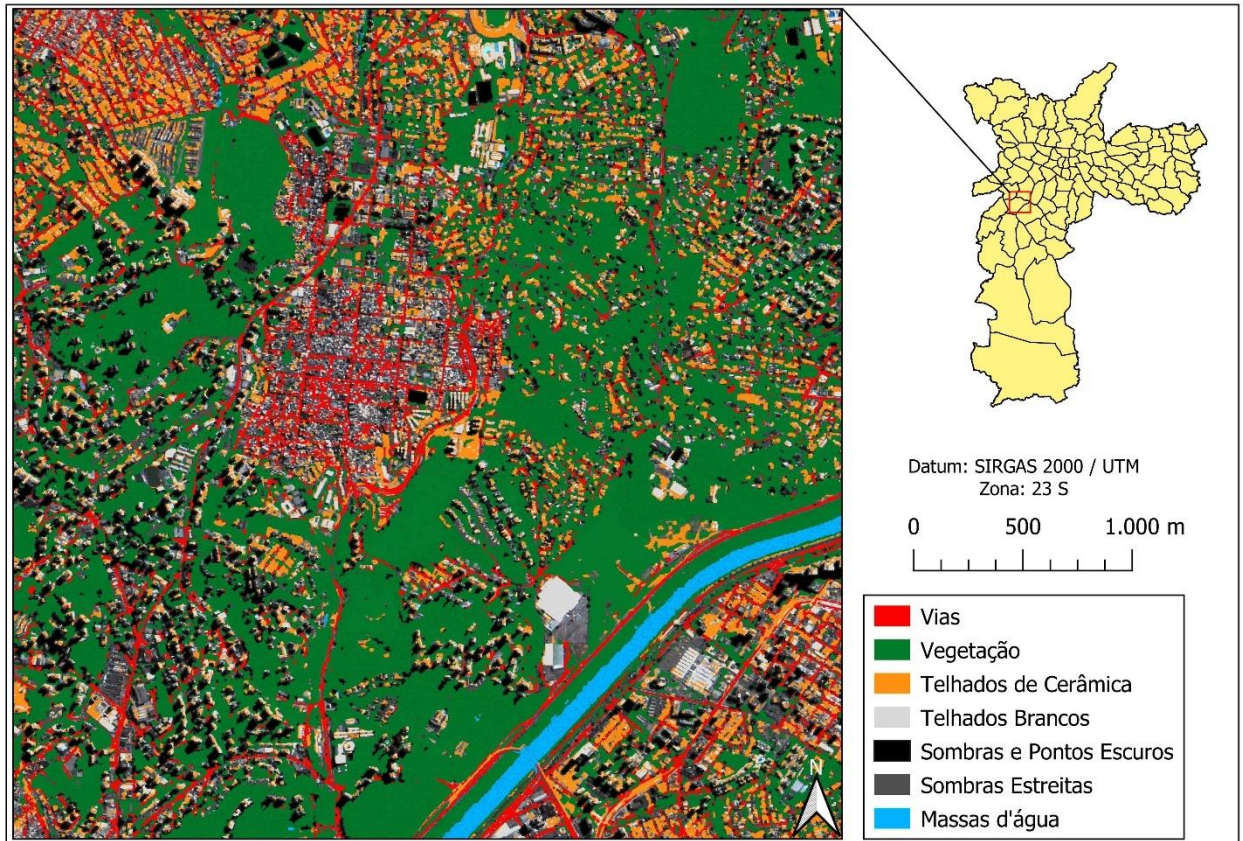 Datum: SIRGAS 2000 / UTM
Zona: 23 S
0 500 1.000 m
Vias
Vegetação
Telhados de Cerâmica
Telhados Brancos
Sombras e Pontos Escuros
Sombras Estreitas
Massas d'água
N